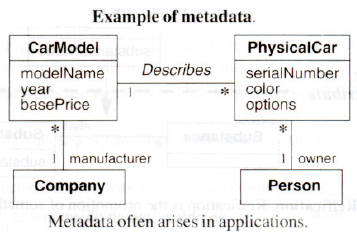 Example of metadata.
CarModel
PhysicalCar
modelName
year
basePrice
Describes
1
*
serialNumber
color
options
*
*
1
manufacturer
1
owner
Company
Person
Metadata often arises in applications.